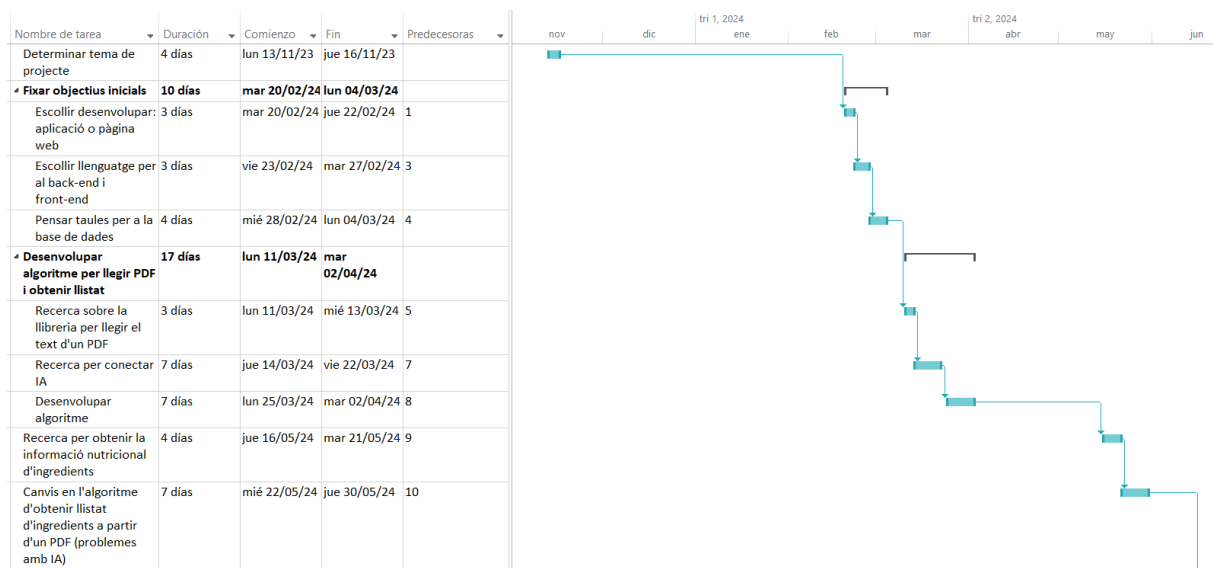 tri 1, 2024 tri 2, 2024
Nombre de tarea Duración Comienzo Fin Predecesoras nov dic ene feb mar abr may jun
Determinar tema de 4 días lun 13/11/23 jue 16/11/23
projecte
Fixar objectius inicials 10 días mar 20/02/24 lun 04/03/24
Escollir desenvolupar: 3 días mar 20/02/24 jue 22/02/24 1
aplicació o pàgina
web
Escollir llenguatge per 3 días vie 23/02/24 mar 27/02/24 3
al back-end i
front-end
Pensar taules per a la 4 días mié 28/02/24 lun 04/03/24 4
base de dades
Desenvolupar 17 días lun 11/03/24 mar
algoritme per llegir PDF 02/04/24
i obtenir llistat
Recerca sobre la 3 días lun 11/03/24 mié 13/03/24 5
llibreria per llegir el
text d'un PDF
Recerca per conectar 7 días jue 14/03/24 vie 22/03/24 7
IA
Desenvolupar 7 días lun 25/03/24 mar 02/04/24 8
algoritme
Recerca per obtenir la 4 días jue 16/05/24 mar 21/05/24 9
informació nutricional
d'ingredients
Canvis en l'algoritme 7 días mié 22/05/24 jue 30/05/24 10
d'obtenir llistat
d'ingredients a partir
d'un PDF (problemes
amb IA)